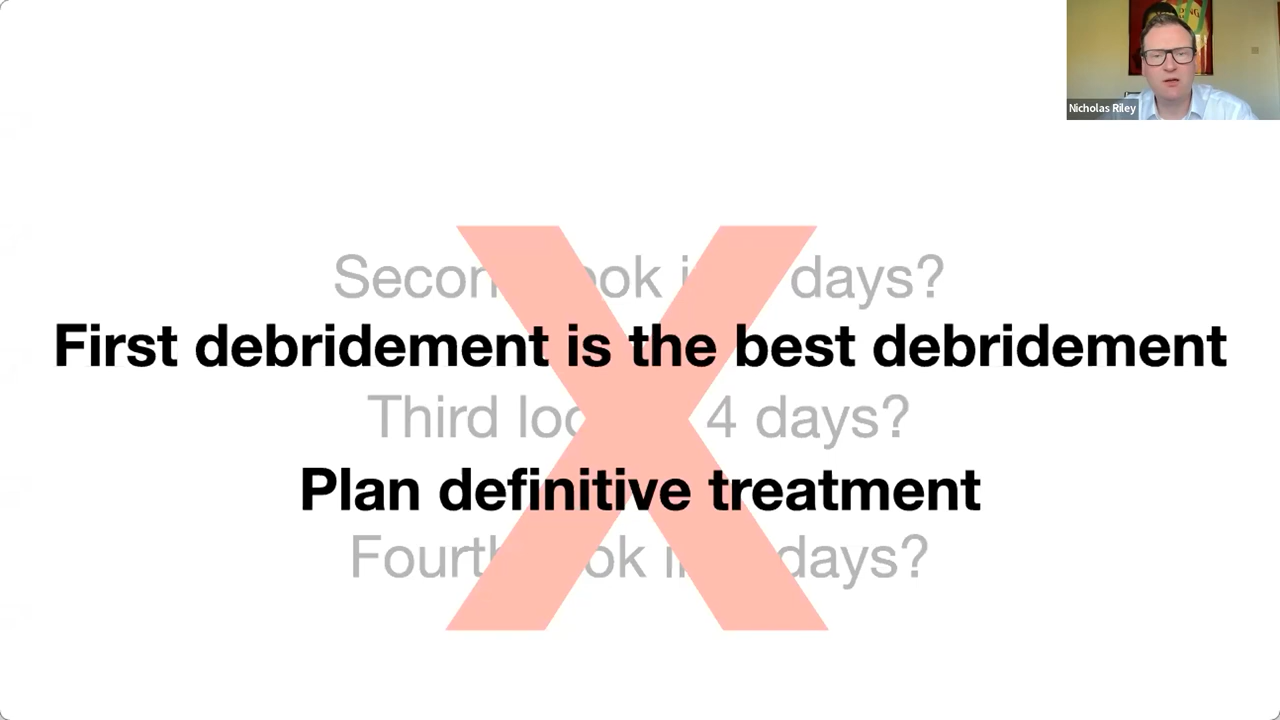 Nicholas Riley
Secon ook i days?
First debridement is the best debridement
Third loo 4 days?
Plan definitive treatment
Fourth ok i days?